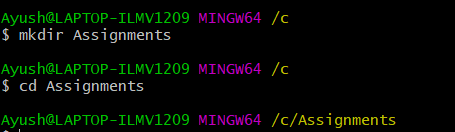 Ayush@LAPTOP-ILMV1209 MINGW64 /c
$ mkdir Assignments
Ayush@LAPTOP-ILMV1209 MINGW64 /c
$ cd Assignments
Ayush@LAPTOP-ILMV1209 MINGW64 /c/Assignments
$